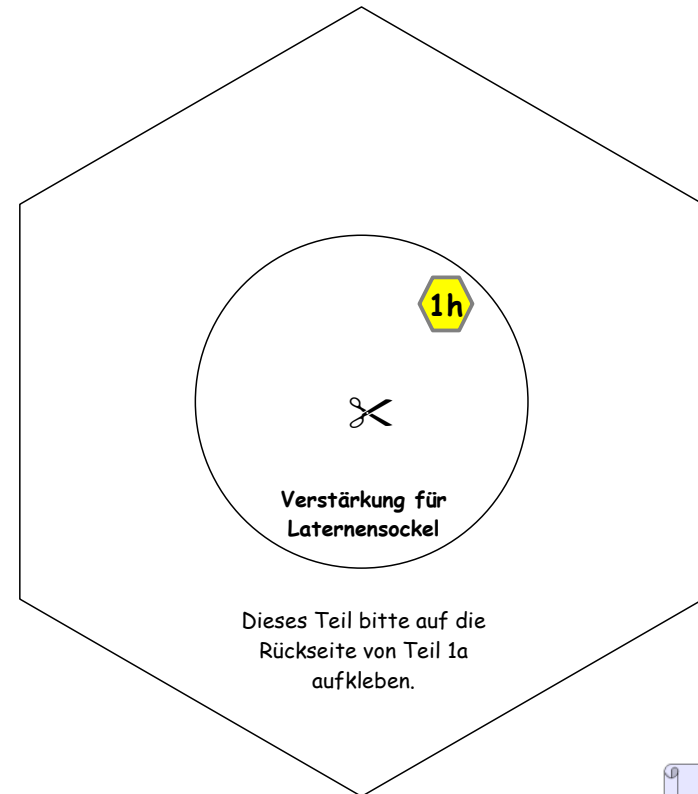 1h
Verstärkung für
Laternensockel
Dieses Teil bitte auf die
Rückseite von Teil 1a
aufkleben.